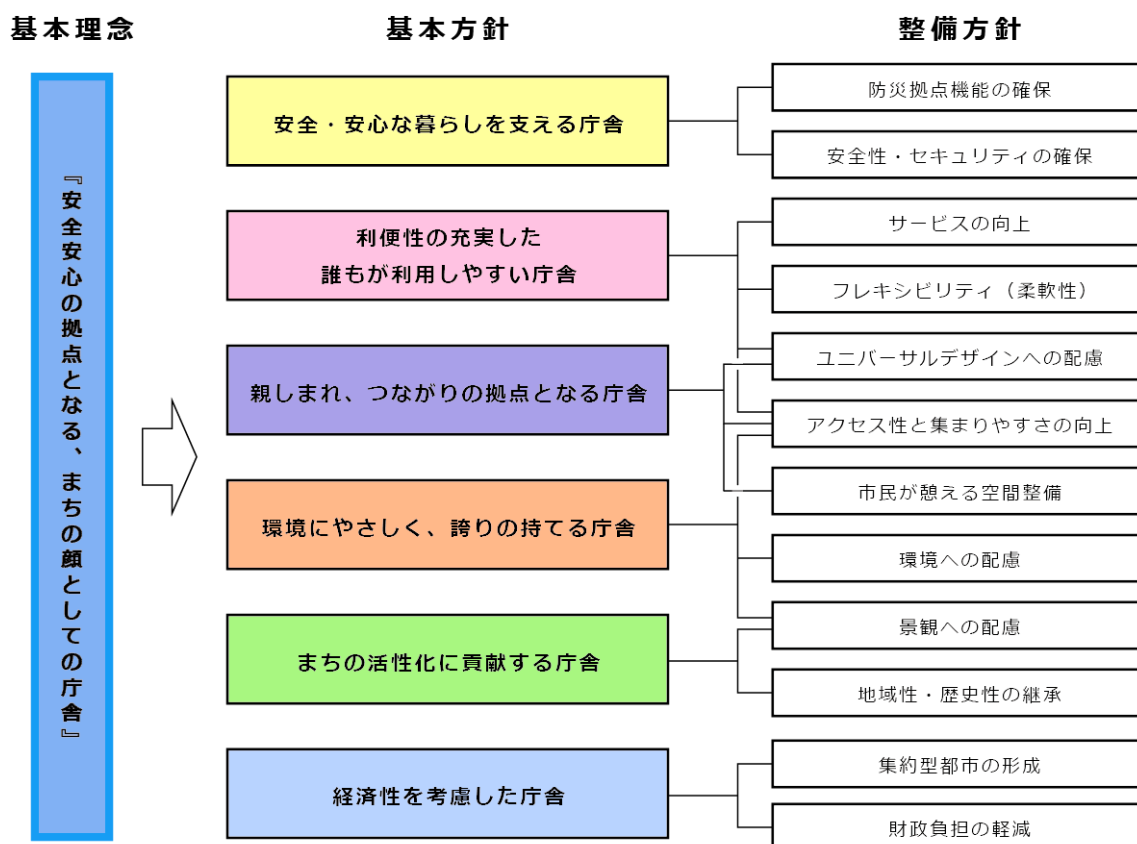 基本理念
基本方針
整備方針
『安全安心の拠点となる、まちの顔としての庁舎』
安全・安心な暮らしを支える庁舎
利便性の充実した
誰もが利用しやすい庁舎
親しまれ、つながりの拠点となる庁舎
環境にやさしく、誇りの持てる庁舎
まちの活性化に貢献する庁舎
経済性を考慮した庁舎
防災拠点機能の確保
安全性・セキュリティの確保
サービスの向上
フレキシビリティ（柔軟性）
ユニバーサルデザインへの配慮
アクセス性と集まりやすさの向上
市民が憩える空間整備
環境への配慮
景観への配慮
地域性・歴史性の継承
集約型都市の形成
財政負担の軽減